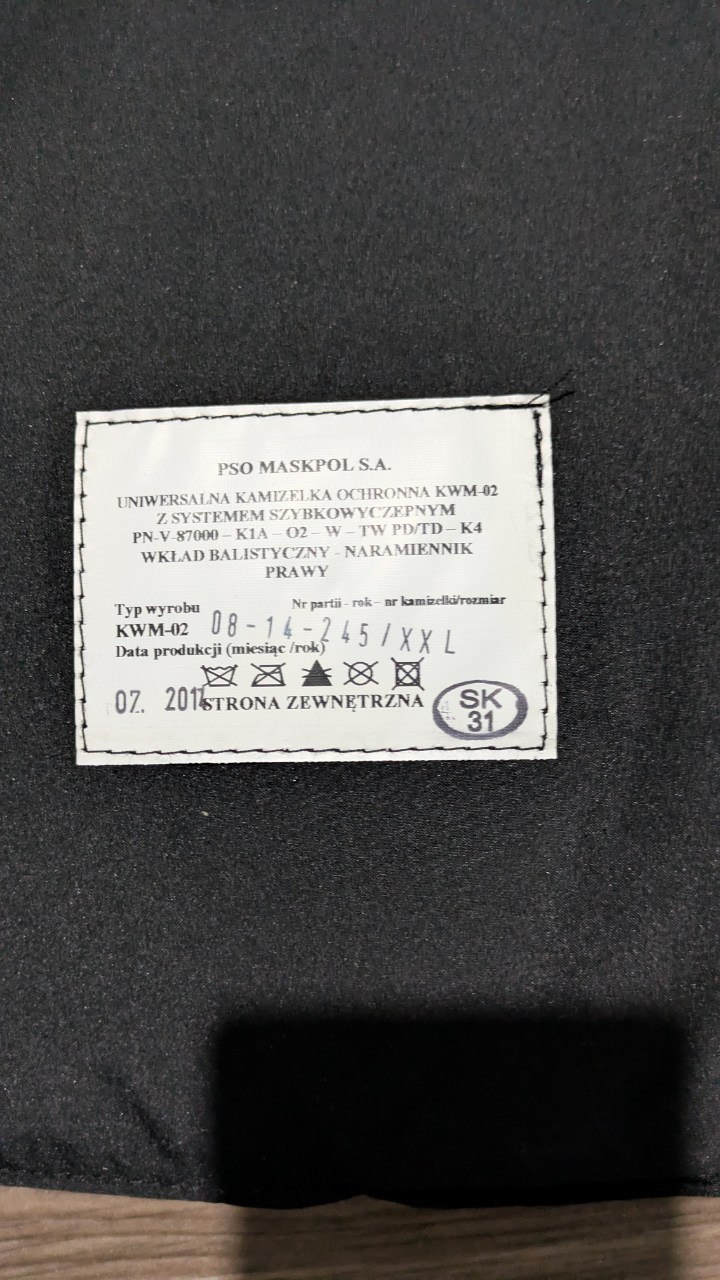 PSO MASKPOL S.A.
UNIWERSALNA KAMIZELKA OCHRONNA KWM-02
Z SYSTEMEM SZYBKOWYCZEPNYM
PN-V-87000 – K1A – O2 – W – TW PD/TD – K4
WKŁAD BALISTYCZNY - NARAMIENNIK
PRAWY
Typ wyrobu Nr partii - rok – nr kamizelki/rozmiar
KWM-02 08-14-245/XXL
Data produkcji (miesiąc /rok)
07. 2014 STRONA ZEWNĘTRZNA
SK
31